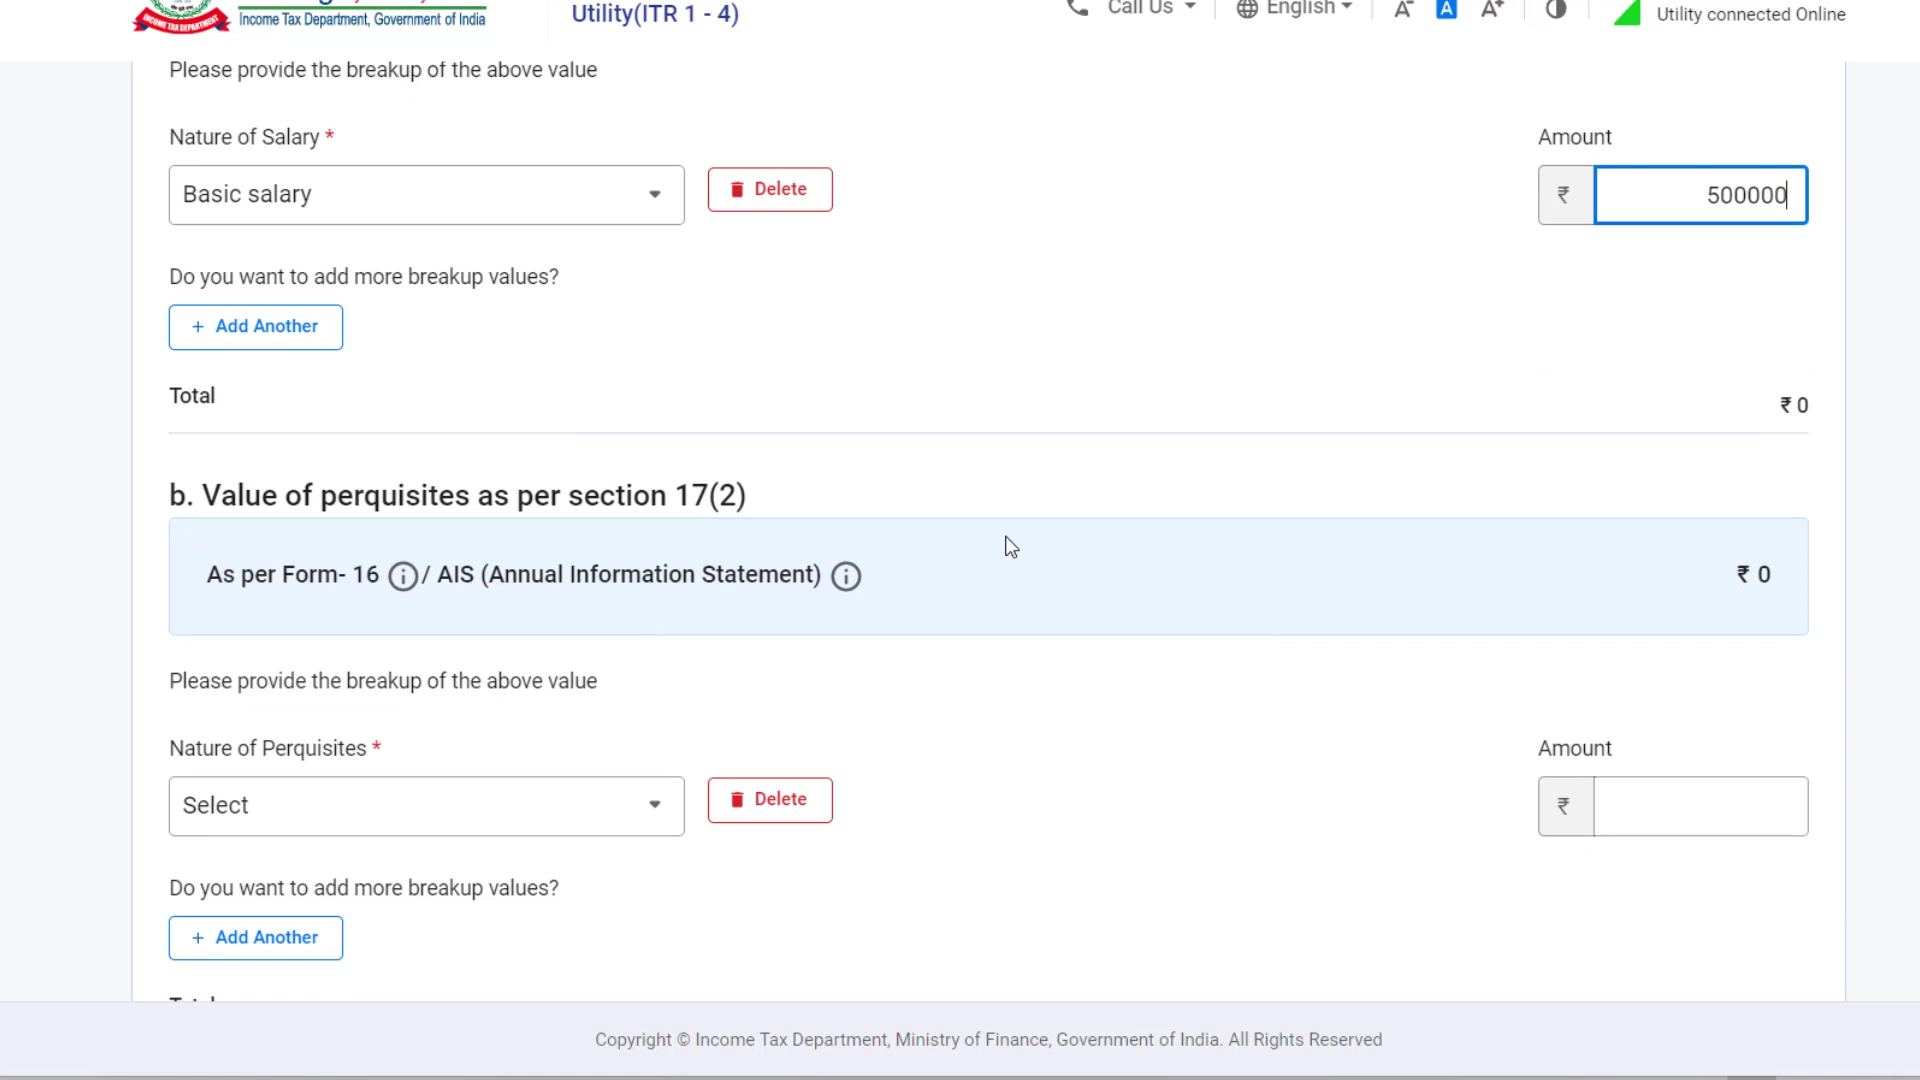 INCOME TAX DEPARTMENT
Income Tax Department, Government of India
Utility(ITR 1 - 4)
Call Us
English
A-
A
A+
Utility connected Online
Please provide the breakup of the above value
Nature of Salary *
Amount
Basic salary
Delete
₹
500000
Do you want to add more breakup values?
+ Add Another
Total
₹ 0
b. Value of perquisites as per section 17(2)
As per Form- 16 i / AIS (Annual Information Statement) i
₹ 0
Please provide the breakup of the above value
Nature of Perquisites *
Amount
Select
Delete
₹
Do you want to add more breakup values?
+ Add Another
Copyright © Income Tax Department, Ministry of Finance, Government of India. All Rights Reserved